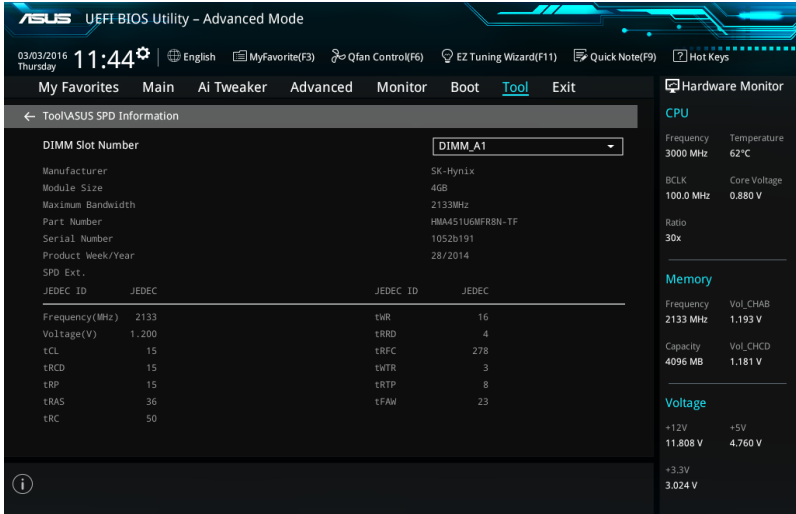 ASUS UEFI BIOS Utility – Advanced Mode
03/03/2016 Thursday 11:44 English MyFavorite(F3) Qfan Control(F6) EZ Tuning Wizard(F11) Quick Note(F9) ? Hot Keys
My Favorites Main Ai Tweaker Advanced Monitor Boot Tool Exit
← Tool\ASUS SPD Information
DIMM Slot Number DIMM_A1
Manufacturer SK-Hynix
Module Size 4GB
Maximum Bandwidth 2133MHz
Part Number HMA451U6MFR8N-TF
Serial Number 1052b191
Product Week/Year 28/2014
SPD Ext.
JEDEC ID JEDEC JEDEC ID JEDEC
Frequency(MHz) 2133 tWR 16
Voltage(V) 1.200 tRRD 4
tCL 15 tRFC 278
tRCD 15 tWTR 3
tRP 15 tRTP 8
tRAS 36 tFAW 23
tRC 50
i
Hardware Monitor
CPU
Frequency Temperature
3000 MHz 62°C
BCLK Core Voltage
100.0 MHz 0.880 V
Ratio
30x
Memory
Frequency Vol_CHAB
2133 MHz 1.193 V
Capacity Vol_CHCD
4096 MB 1.181 V
Voltage
+12V +5V
11.808 V 4.760 V
+3.3V
3.024 V